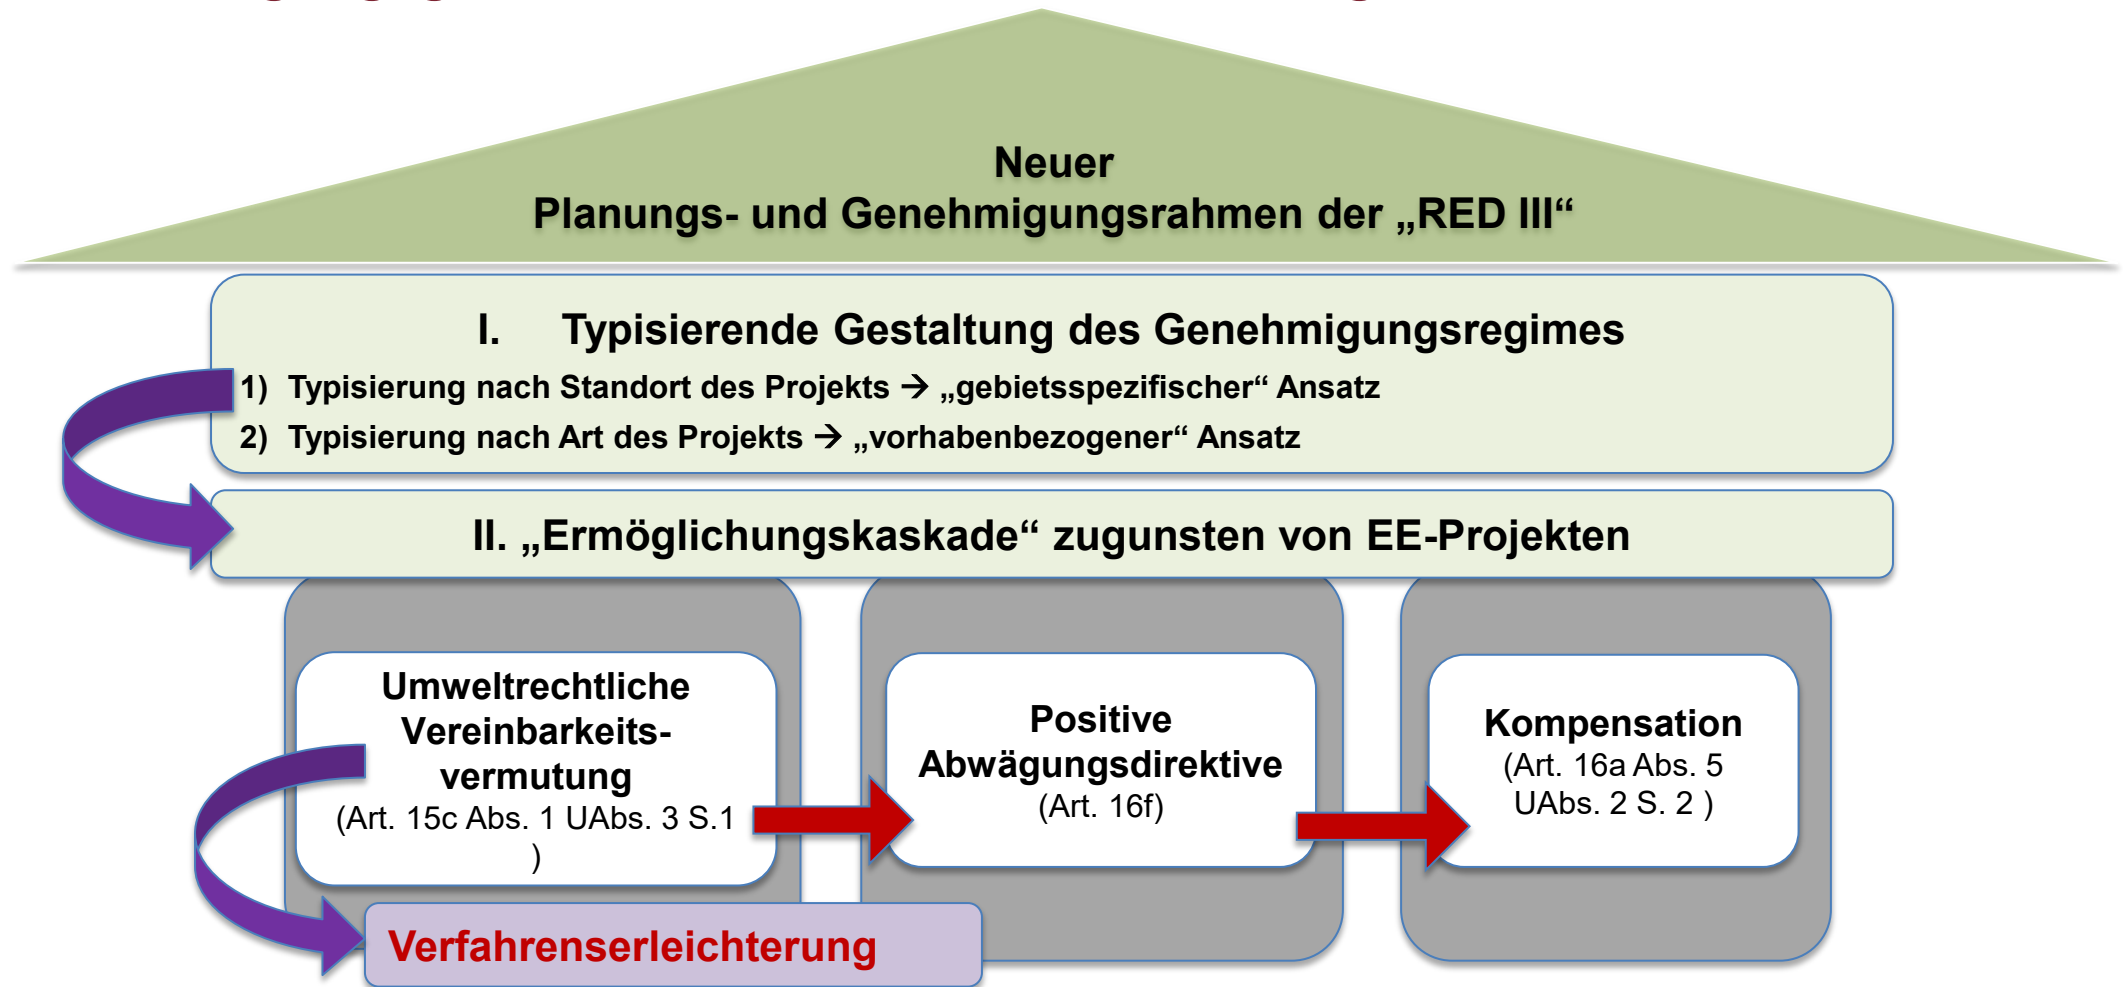 Neuer
Planungs- und Genehmigungsrahmen der „RED III“
I. Typisierende Gestaltung des Genehmigungsregimes
1) Typisierung nach Standort des Projekts → „gebietsspezifischer“ Ansatz
2) Typisierung nach Art des Projekts → „vorhabenbezogener“ Ansatz
II. „Ermöglichungskaskade“ zugunsten von EE-Projekten
Umweltrechtliche
Vereinbarkeits-
vermutung
(Art. 15c Abs. 1 UAbs. 3 S.1
)
Positive
Abwägungsdirektive
(Art. 16f)
Kompensation
(Art. 16a Abs. 5
UAbs. 2 S. 2 )
Verfahrenserleichterung